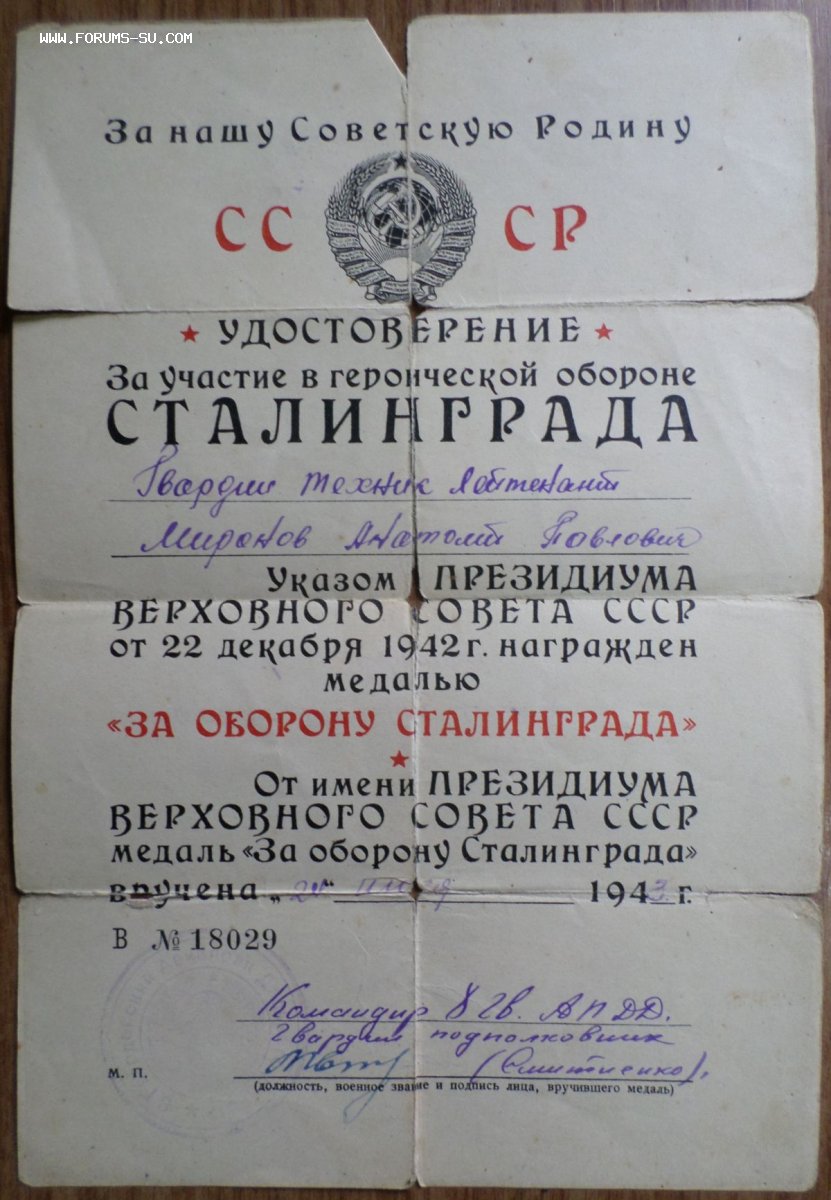 www.forums-su.com
За нашу Советскую Родину
СССР
УДОСТОВЕРЕНИЕ
За участие в героической обороне
СТАЛИНГРАДА
Гвардии техник лейтенант
Миронов Анатолий Павлович
Указом ПРЕЗИДИУМА
ВЕРХОВНОГО СОВЕТА СССР
от 22 декабря 1942 г. награжден
медалью
«ЗА ОБОРОНУ СТАЛИНГРАДА»
От имени ПРЕЗИДИУМА
ВЕРХОВНОГО СОВЕТА СССР
медаль «За оборону Сталинграда»
вручена 1943 г.
В № 18029
Командир 8 Гв. АПДД.
Гвардии подполковник
М. П.
(должность, военное звание и подпись лица, вручившего медаль)